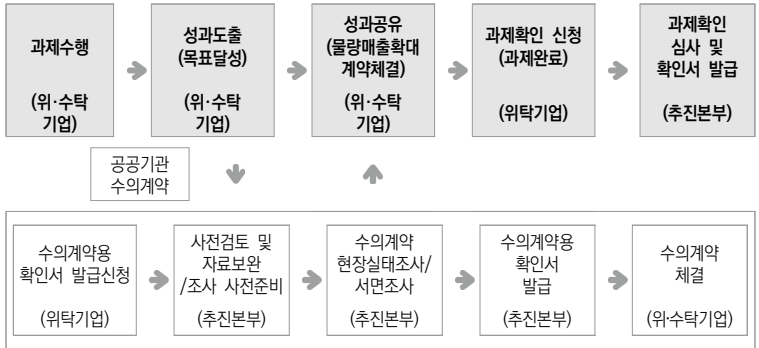 과제수행
(위·수탁
기업)
성과도출
(목표달성)
(위·수탁
기업)
성과공유
(물량매출확대
계약체결)
(위·수탁
기업)
과제확인 신청
(과제완료)
(위탁기업)
과제확인
심사 및
확인서 발급
(추진본부)
공공기관
수의계약
수의계약용
확인서 발급신청
(위탁기업)
사전검토 및
자료보완
/조사 사전준비
(추진본부)
수의계약
현장실태조사/
서면조사
(추진본부)
수의계약용
확인서
발급
(추진본부)
수의계약
체결
(위·수탁기업)